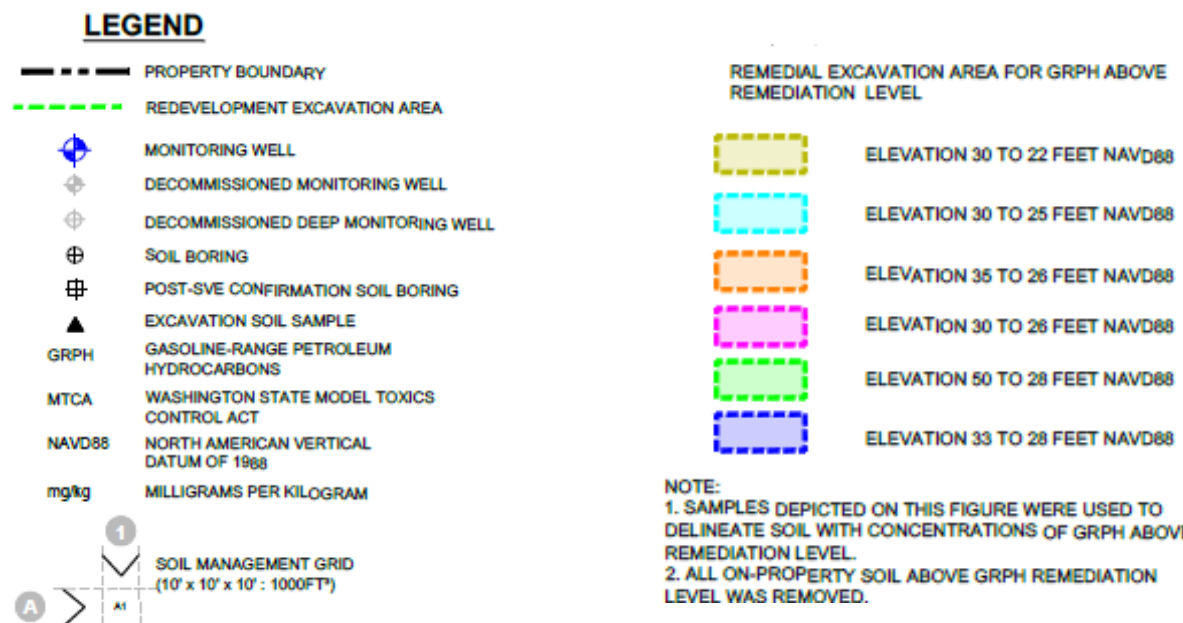 LEGEND
PROPERTY BOUNDARY
REDEVELOPMENT EXCAVATION AREA
MONITORING WELL
DECOMMISSIONED MONITORING WELL
DECOMMISSIONED DEEP MONITORING WELL
SOIL BORING
POST-SVE CONFIRMATION SOIL BORING
EXCAVATION SOIL SAMPLE
GRPH GASOLINE-RANGE PETROLEUM
HYDROCARBONS
MTCA WASHINGTON STATE MODEL TOXICS
CONTROL ACT
NAVD88 NORTH AMERICAN VERTICAL
DATUM OF 1988
mg/kg MILLIGRAMS PER KILOGRAM
1
SOIL MANAGEMENT GRID
(10' x 10' x 10' : 1000FT³)
A
A1
REMEDIAL EXCAVATION AREA FOR GRPH ABOVE
REMEDIATION LEVEL
ELEVATION 30 TO 22 FEET NAVD88
ELEVATION 30 TO 25 FEET NAVD88
ELEVATION 35 TO 26 FEET NAVD88
ELEVATION 30 TO 26 FEET NAVD88
ELEVATION 50 TO 28 FEET NAVD88
ELEVATION 33 TO 28 FEET NAVD88
NOTE:
1. SAMPLES DEPICTED ON THIS FIGURE WERE USED TO
DELINEATE SOIL WITH CONCENTRATIONS OF GRPH ABOVE
REMEDIATION LEVEL.
2. ALL ON-PROPERTY SOIL ABOVE GRPH REMEDIATION
LEVEL WAS REMOVED.